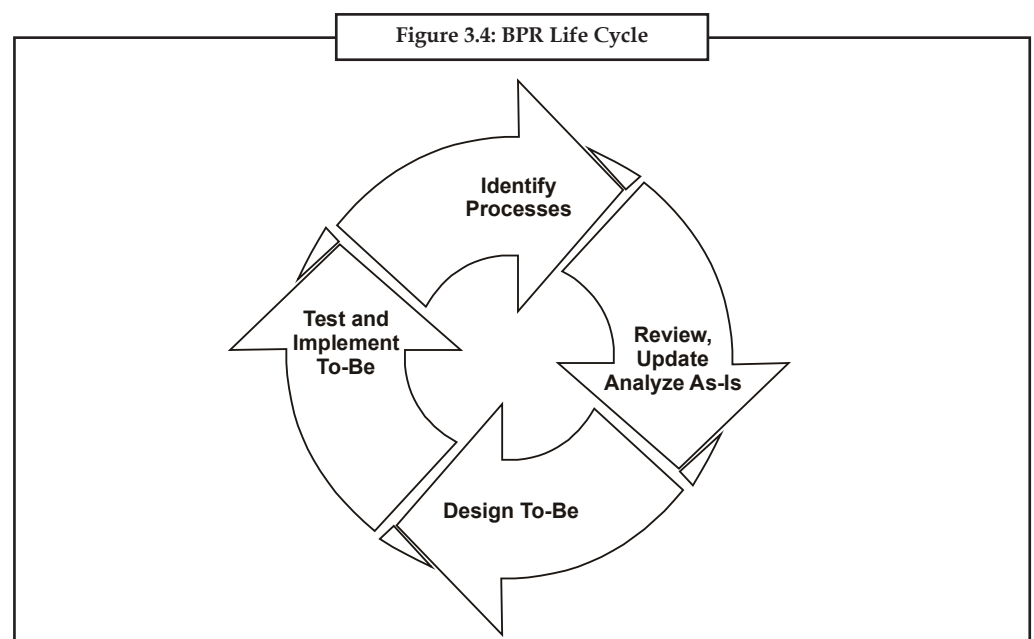 Figure 3.4: BPR Life Cycle
Identify
Processes
Review,
Update
Analyze As-Is
Design To-Be
Test and
Implement
To-Be